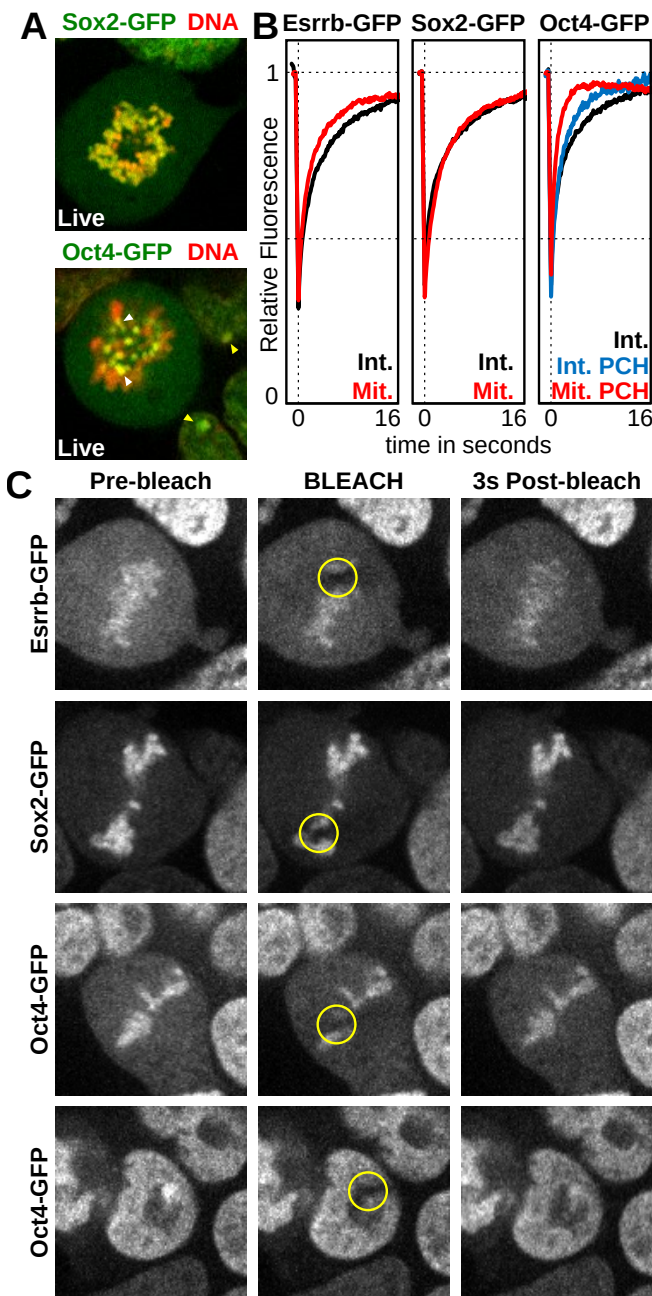 A
Sox2-GFP DNA
Live
Oct4-GFP DNA
Live
B
Esrrb-GFP Sox2-GFP Oct4-GFP
Relative Fluorescence
1
0
Int.
Mit.
Int.
Mit.
Int.
Int. PCH
Mit. PCH
0 16 0 16 0 16
time in seconds
C
Pre-bleach BLEACH 3s Post-bleach
Esrrb-GFP
Sox2-GFP
Oct4-GFP
Oct4-GFP